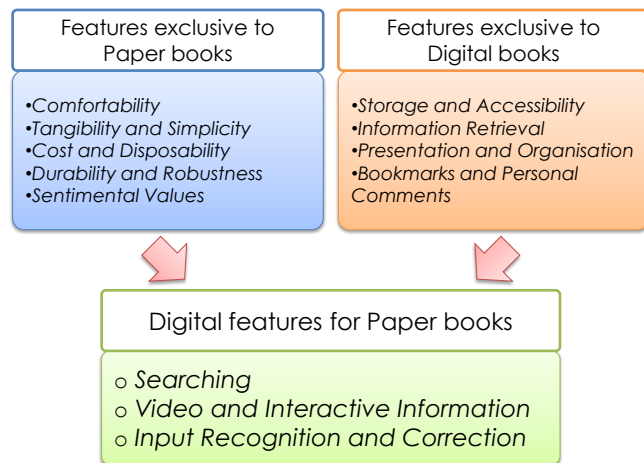 Features exclusive to
Paper books
•Comfortability
•Tangibility and Simplicity
•Cost and Disposability
•Durability and Robustness
•Sentimental Values
Features exclusive to
Digital books
•Storage and Accessibility
•Information Retrieval
•Presentation and Organisation
•Bookmarks and Personal
Comments
Digital features for Paper books
o Searching
o Video and Interactive Information
o Input Recognition and Correction